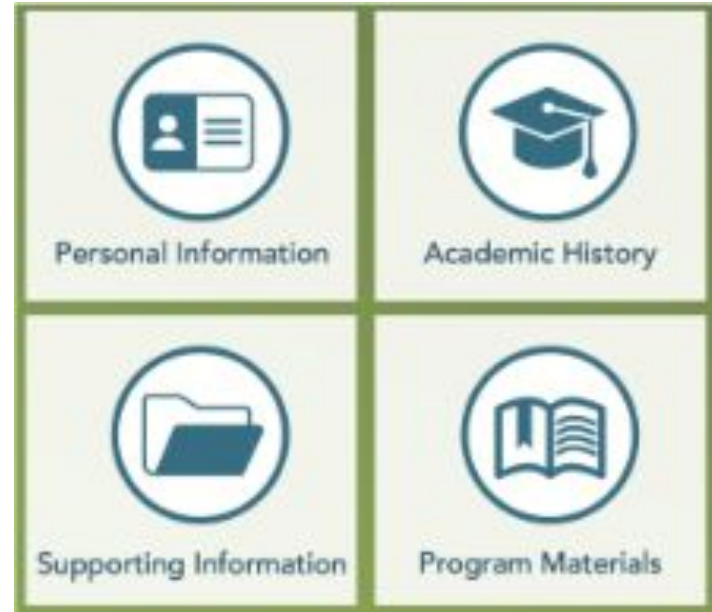 Personal Information
Academic History
Supporting Information
Program Materials